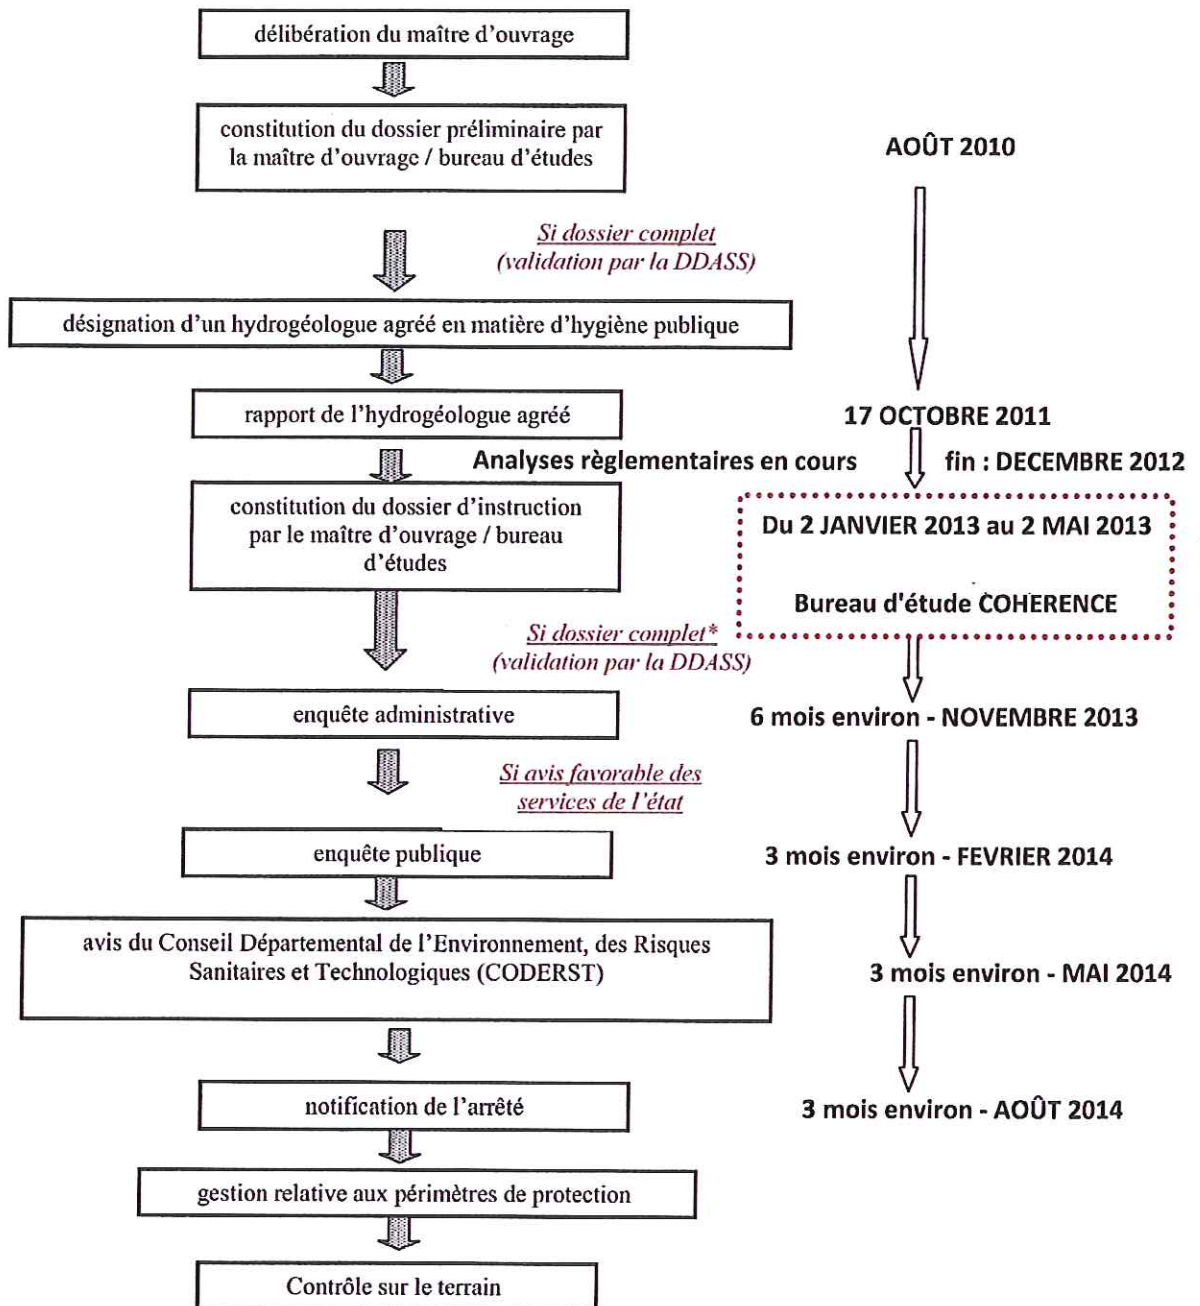 délibération du maître d'ouvrage
constitution du dossier préliminaire par
la maître d'ouvrage / bureau d'études
AOÛT 2010
Si dossier complet
(validation par la DDASS)
désignation d'un hydrogéologue agréé en matière d'hygiène publique
rapport de l'hydrogéologue agréé
17 OCTOBRE 2011
Analyses règlementaires en cours
fin : DECEMBRE 2012
constitution du dossier d'instruction
par le maître d'ouvrage / bureau
d'études
Du 2 JANVIER 2013 au 2 MAI 2013
Bureau d'étude COHERENCE
Si dossier complet*
(validation par la DDASS)
enquête administrative
6 mois environ - NOVEMBRE 2013
Si avis favorable des
services de l'état
enquête publique
3 mois environ - FEVRIER 2014
avis du Conseil Départemental de l'Environnement, des Risques
Sanitaires et Technologiques (CODERST)
3 mois environ - MAI 2014
notification de l'arrêté
3 mois environ - AOÛT 2014
gestion relative aux périmètres de protection
Contrôle sur le terrain